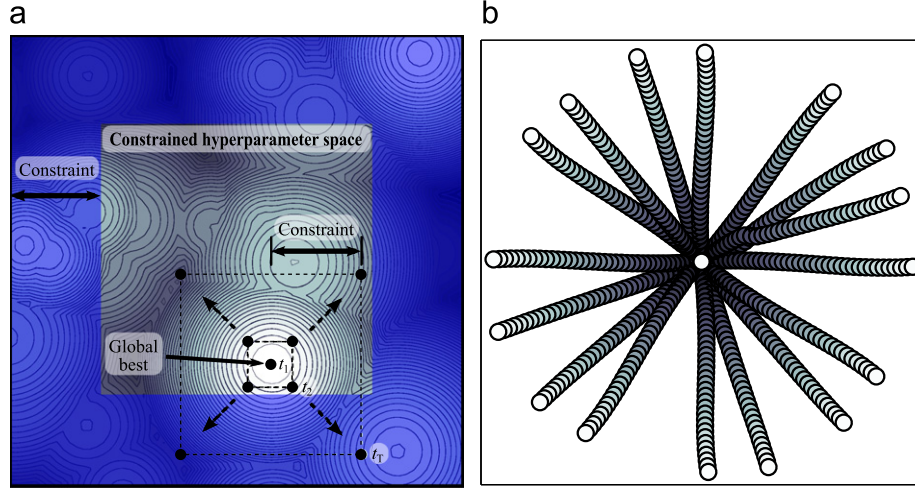 a
b
Constrained hyperparameter space
Constraint
Constraint
Global
best
t1
t2
tT